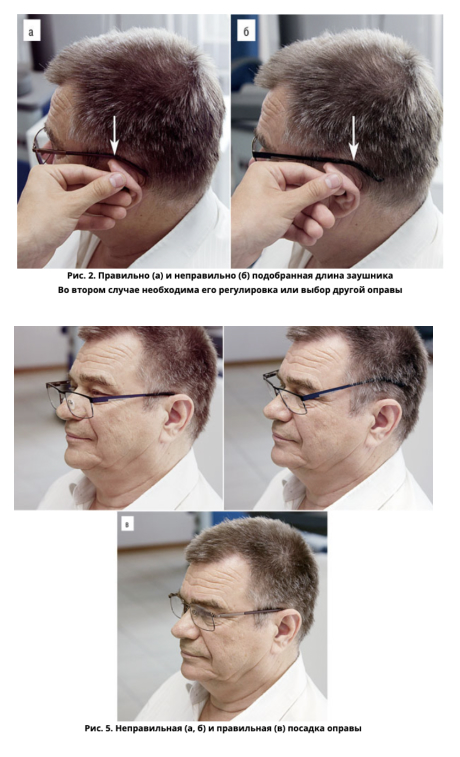 а
б
Рис. 2. Правильно (а) и неправильно (б) подобранная длина заушника
Во втором случае необходима его регулировка или выбор другой оправы
в
Рис. 5. Неправильная (а, б) и правильная (в) посадка оправы